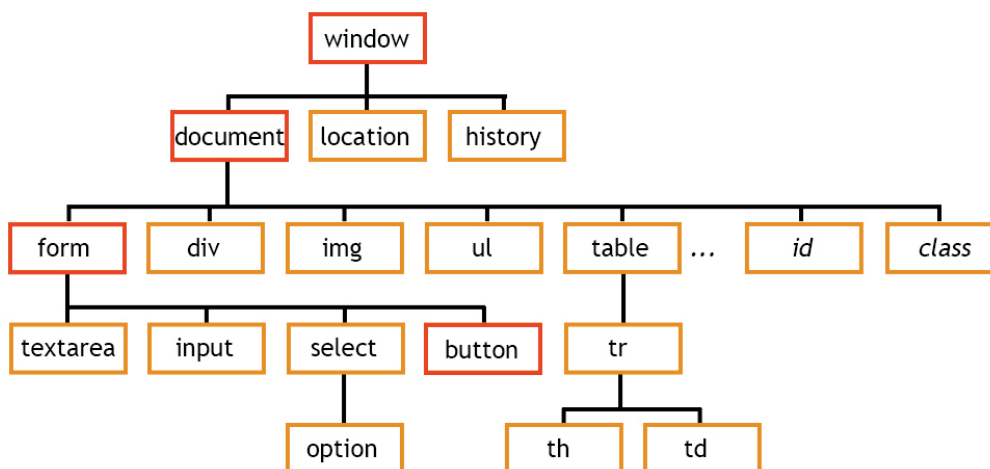 window
document location history
form div img ul table ... id class
textarea input select button tr
option th td